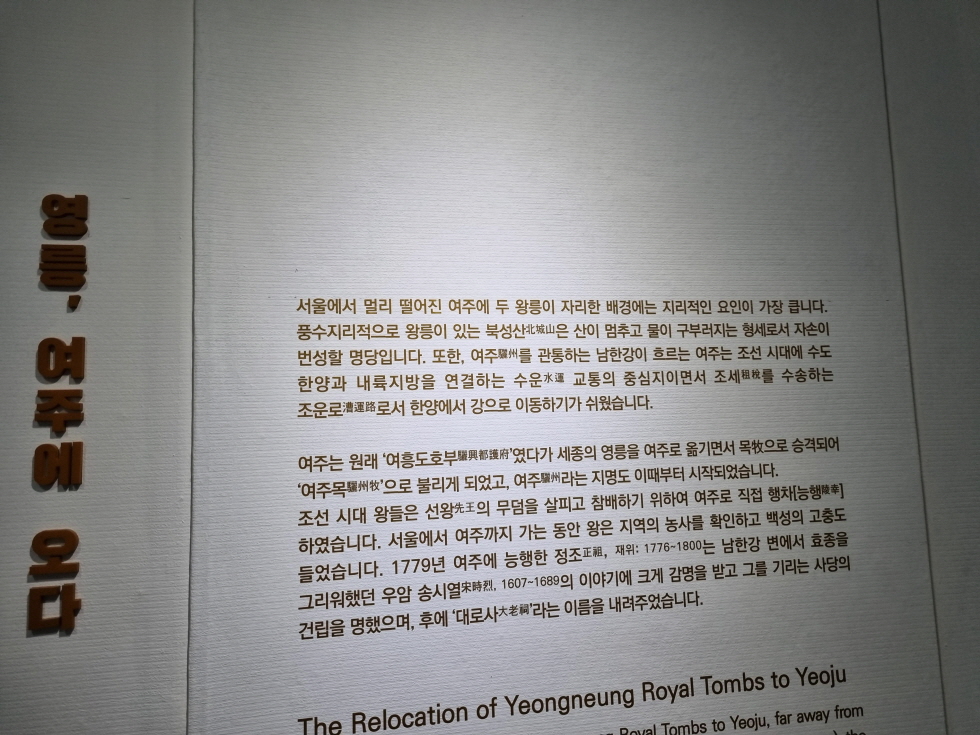 영릉, 여주에 오다
서울에서 멀리 떨어진 여주에 두 왕릉이 자리한 배경에는 지리적인 요인이 가장 큽니다.
풍수지리적으로 왕릉이 있는 북성산北城山은 산이 멈추고 물이 구부러지는 형세로서 자손이
번성할 명당입니다. 또한, 여주驪州를 관통하는 남한강이 흐르는 여주는 조선 시대에 수도
한양과 내륙지방을 연결하는 수운水運 교통의 중심지이면서 조세租稅를 수송하는
조운로漕運路로서 한양에서 강으로 이동하기가 쉬웠습니다.
여주는 원래 ‘여흥도호부驪興都護府’였다가 세종의 영릉을 여주로 옮기면서 목牧으로 승격되어
‘여주목驪州牧’으로 불리게 되었고, 여주驪州라는 지명도 이때부터 시작되었습니다.
조선 시대 왕들은 선왕先王의 무덤을 살피고 참배하기 위하여 여주로 직접 행차[능행陵幸]
하였습니다. 서울에서 여주까지 가는 동안 왕은 지역의 농사를 확인하고 백성의 고충도
들었습니다. 1779년 여주에 능행한 정조正祖, 재위: 1776~1800는 남한강 변에서 효종을
그리워했던 우암 송시열宋時烈, 1607~1689의 이야기에 크게 감명을 받고 그를 기리는 사당의
건립을 명했으며, 후에 ‘대로사大老祠’라는 이름을 내려주었습니다.
The Relocation of Yeongneung Royal Tombs to Yeoju
Royal Tombs to Yeoju, far away from
the